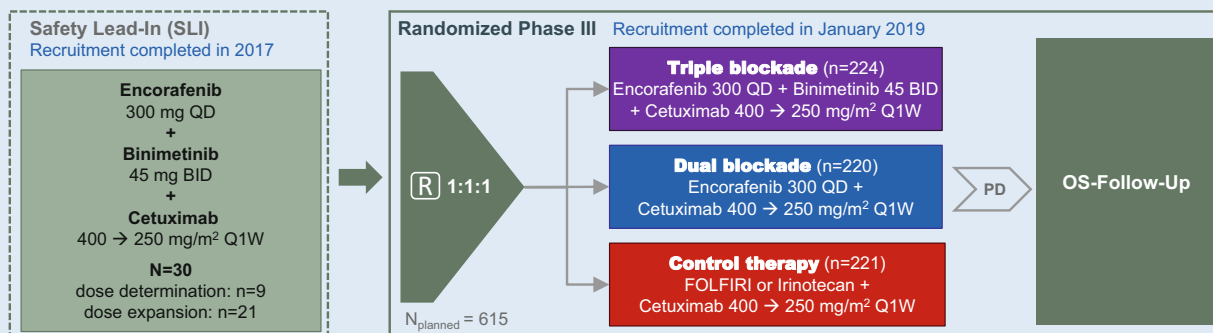 Safety Lead-In (SLI)
Recruitment completed in 2017
Encorafenib
300 mg QD
+
Binimetinib
45 mg BID
+
Cetuximab
400 → 250 mg/m² Q1W
N=30
dose determination: n=9
dose expansion: n=21
Randomized Phase III Recruitment completed in January 2019
R 1:1:1
N planned = 615
Triple blockade (n=224)
Encorafenib 300 QD + Binimetinib 45 BID
+ Cetuximab 400 → 250 mg/m² Q1W
Dual blockade (n=220)
Encorafenib 300 QD +
Cetuximab 400 → 250 mg/m² Q1W
Control therapy (n=221)
FOLFIRI or Irinotecan +
Cetuximab 400 → 250 mg/m² Q1W
PD
OS-Follow-Up